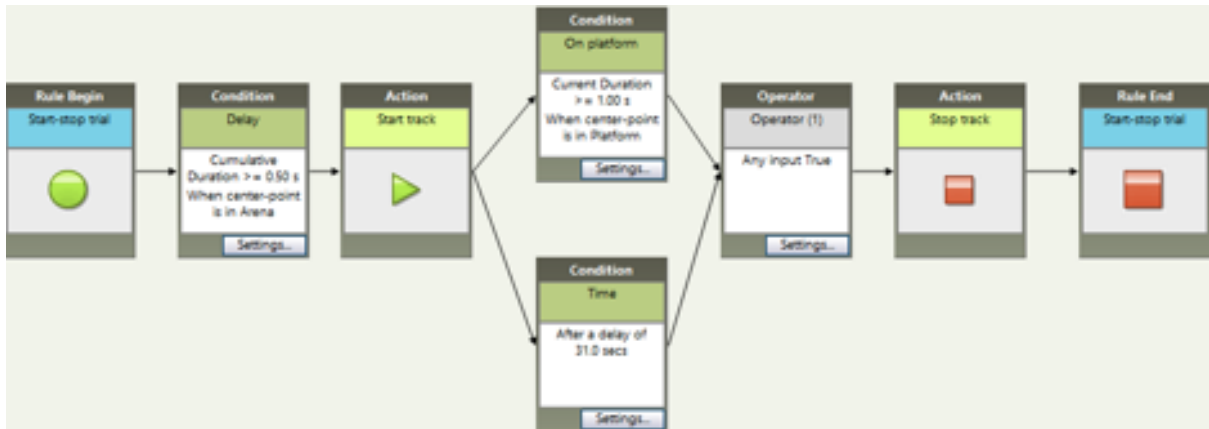 Condition
On platform
Current Duration
>= 1.00 s
When center-point
is in Platform
Settings...
Rule Begin
Start-stop trial
Condition
Delay
Cumulative
Duration >= 0.50 s
When center-point
is in Arena
Settings...
Action
Start track
Operator
Operator (1)
Any input True
Settings...
Action
Stop track
Rule End
Start-stop trial
Condition
Time
After a delay of
31.0 secs
Settings...